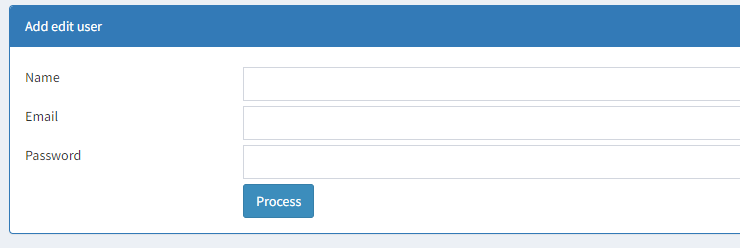 Add edit user
Name
Email
Password
Process